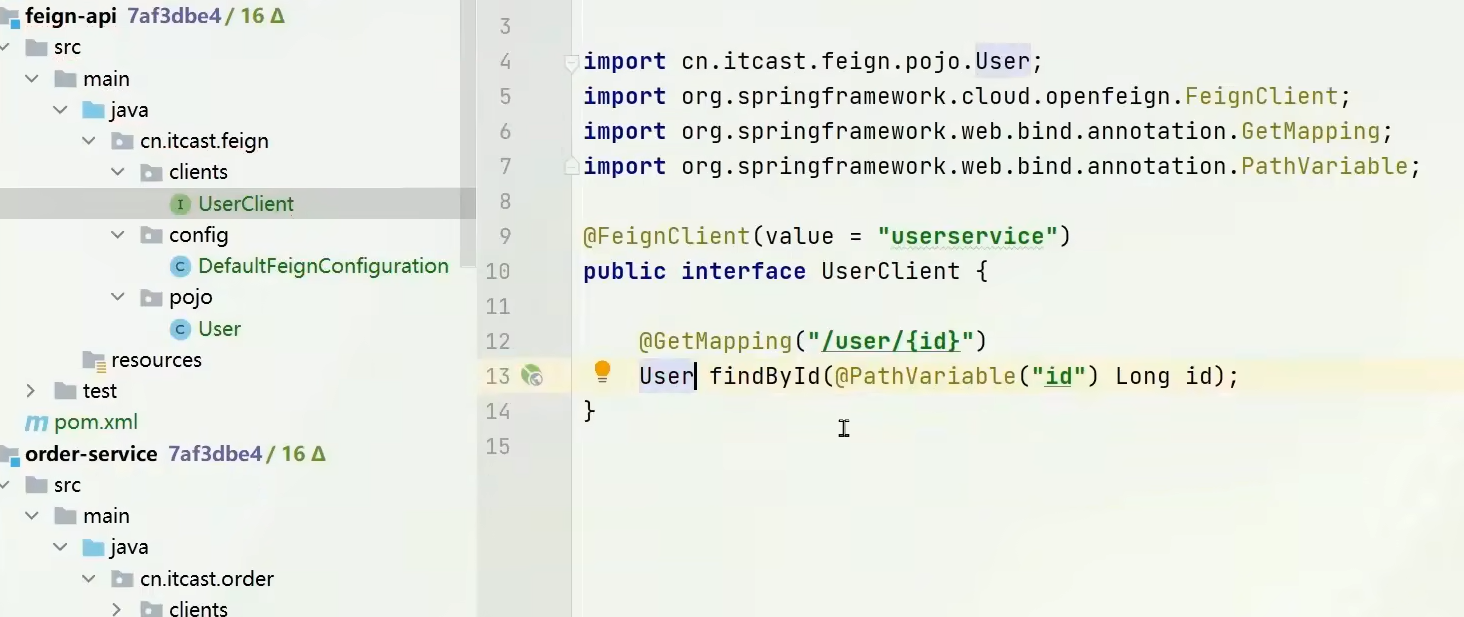 feign-api 7af3dbe4 / 16 Δ
src
main
java
cn.itcast.feign
clients
UserClient
config
DefaultFeignConfiguration
pojo
User
resources
test
pom.xml
order-service 7af3dbe4 / 16 Δ
src
main
java
cn.itcast.order
clients
3
4 import cn.itcast.feign.pojo.User;
5 import org.springframework.cloud.openfeign.FeignClient;
6 import org.springframework.web.bind.annotation.GetMapping;
7 import org.springframework.web.bind.annotation.PathVariable;
8
9 @FeignClient(value = "userservice")
10 public interface UserClient {
11
12 @GetMapping("/user/{id}")
13 User findById(@PathVariable("id") Long id);
14 }
15